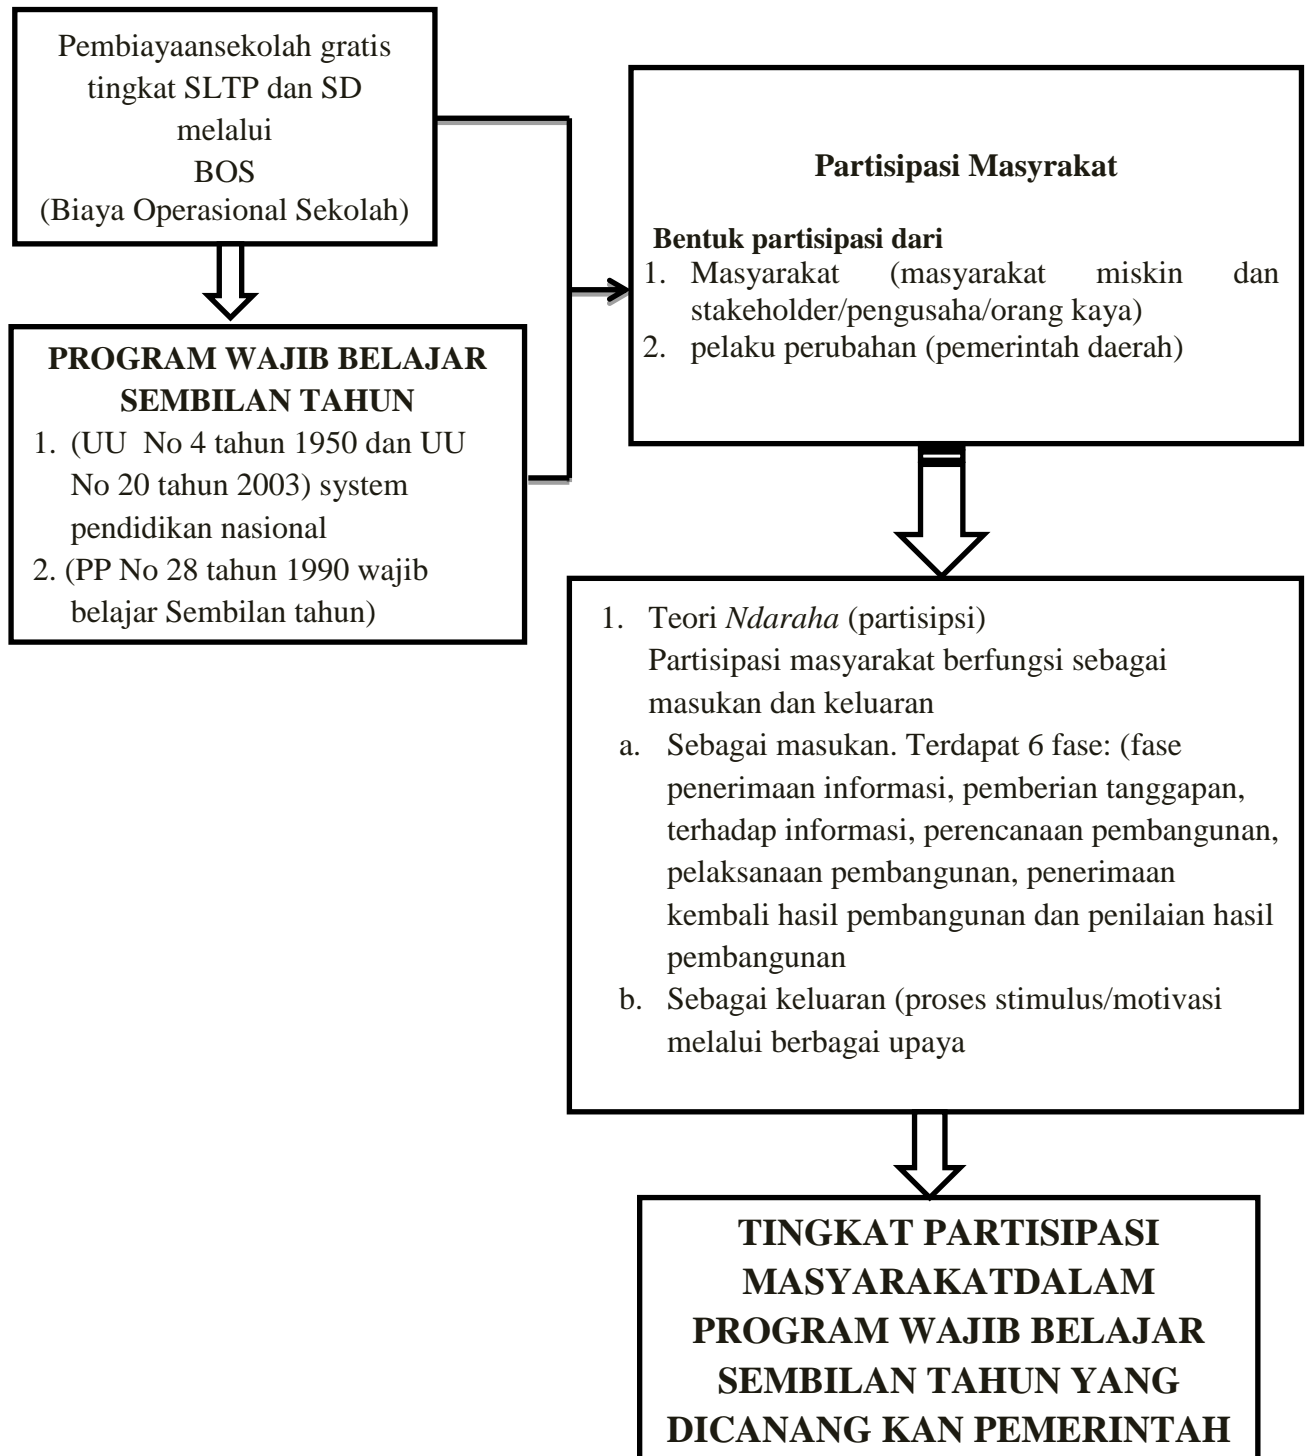 Pembiayaansekolah gratis
tingkat SLTP dan SD
melalui
BOS
(Biaya Operasional Sekolah)
PROGRAM WAJIB BELAJAR
SEMBILAN TAHUN
1. (UU No 4 tahun 1950 dan UU
No 20 tahun 2003) system
pendidikan nasional
2. (PP No 28 tahun 1990 wajib
belajar Sembilan tahun)
Partisipasi Masyrakat
Bentuk partisipasi dari
1. Masyarakat (masyarakat miskin dan
stakeholder/pengusaha/orang kaya)
2. pelaku perubahan (pemerintah daerah)
1. Teori Ndaraha (partisipsi)
Partisipasi masyarakat berfungsi sebagai
masukan dan keluaran
a. Sebagai masukan. Terdapat 6 fase: (fase
penerimaan informasi, pemberian tanggapan,
terhadap informasi, perencanaan pembangunan,
pelaksanaan pembangunan, penerimaan
kembali hasil pembangunan dan penilaian hasil
pembangunan
b. Sebagai keluaran (proses stimulus/motivasi
melalui berbagai upaya
TINGKAT PARTISIPASI
MASYARAKATDALAM
PROGRAM WAJIB BELAJAR
SEMBILAN TAHUN YANG
DICANANG KAN PEMERINTAH